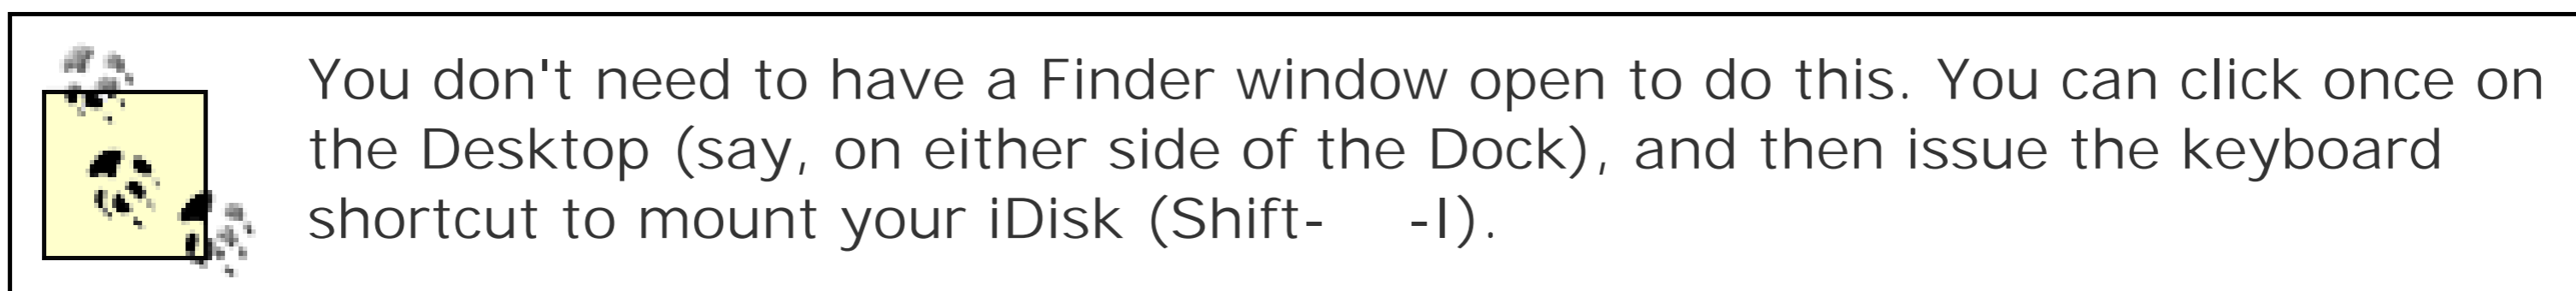 You don't need to have a Finder window open to do this. You can click once on
the Desktop (say, on either side of the Dock), and then issue the keyboard
shortcut to mount your iDisk (Shift-    -I).